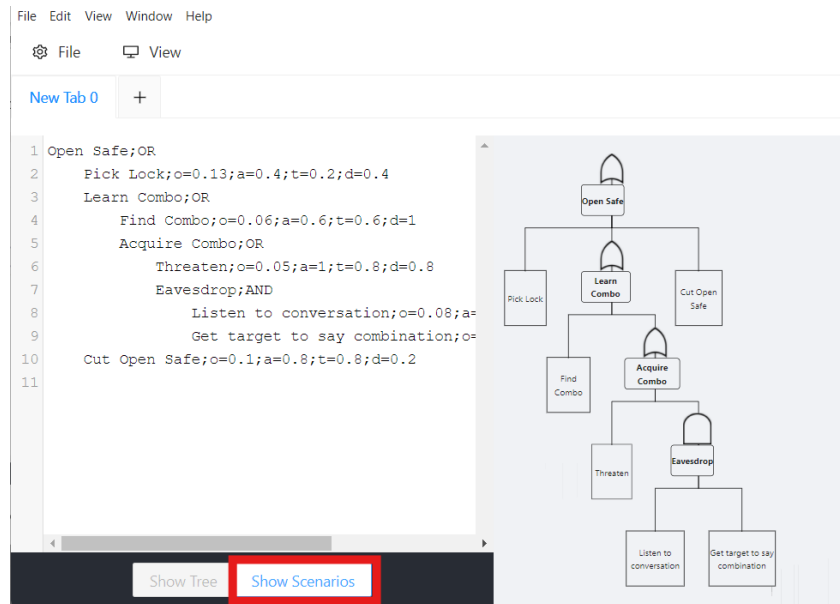 File Edit View Window Help
File View
New Tab 0 +
1 Open Safe;OR
2 Pick Lock;o=0.13;a=0.4;t=0.2;d=0.4
3 Learn Combo;OR
4 Find Combo;o=0.06;a=0.6;t=0.6;d=1
5 Acquire Combo;OR
6 Threaten;o=0.05;a=1;t=0.8;d=0.8
7 Eavesdrop;AND
8 Listen to conversation;o=0.08;a=
9 Get target to say combination;o=
10 Cut Open Safe;o=0.1;a=0.8;t=0.8;d=0.2
11
Show Tree Show Scenarios
Open Safe
Pick Lock
Learn
Combo
Cut Open
Safe
Find
Combo
Acquire
Combo
Threaten
Eavesdrop
Listen to
conversation
Get target to say
combination